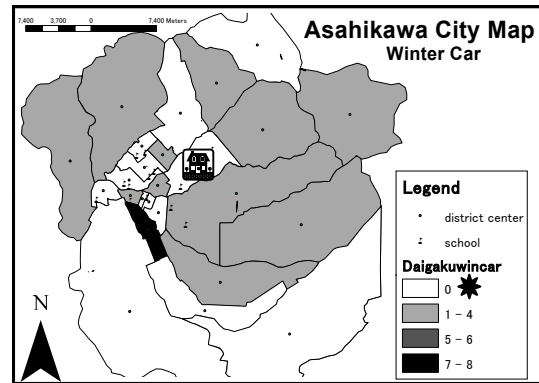 7,400 3,700 0 7,400 Meters
Asahikawa City Map
Winter Car
Legend
district center
school
Daigakuwincar
0
1 - 4
5 - 6
7 - 8
N